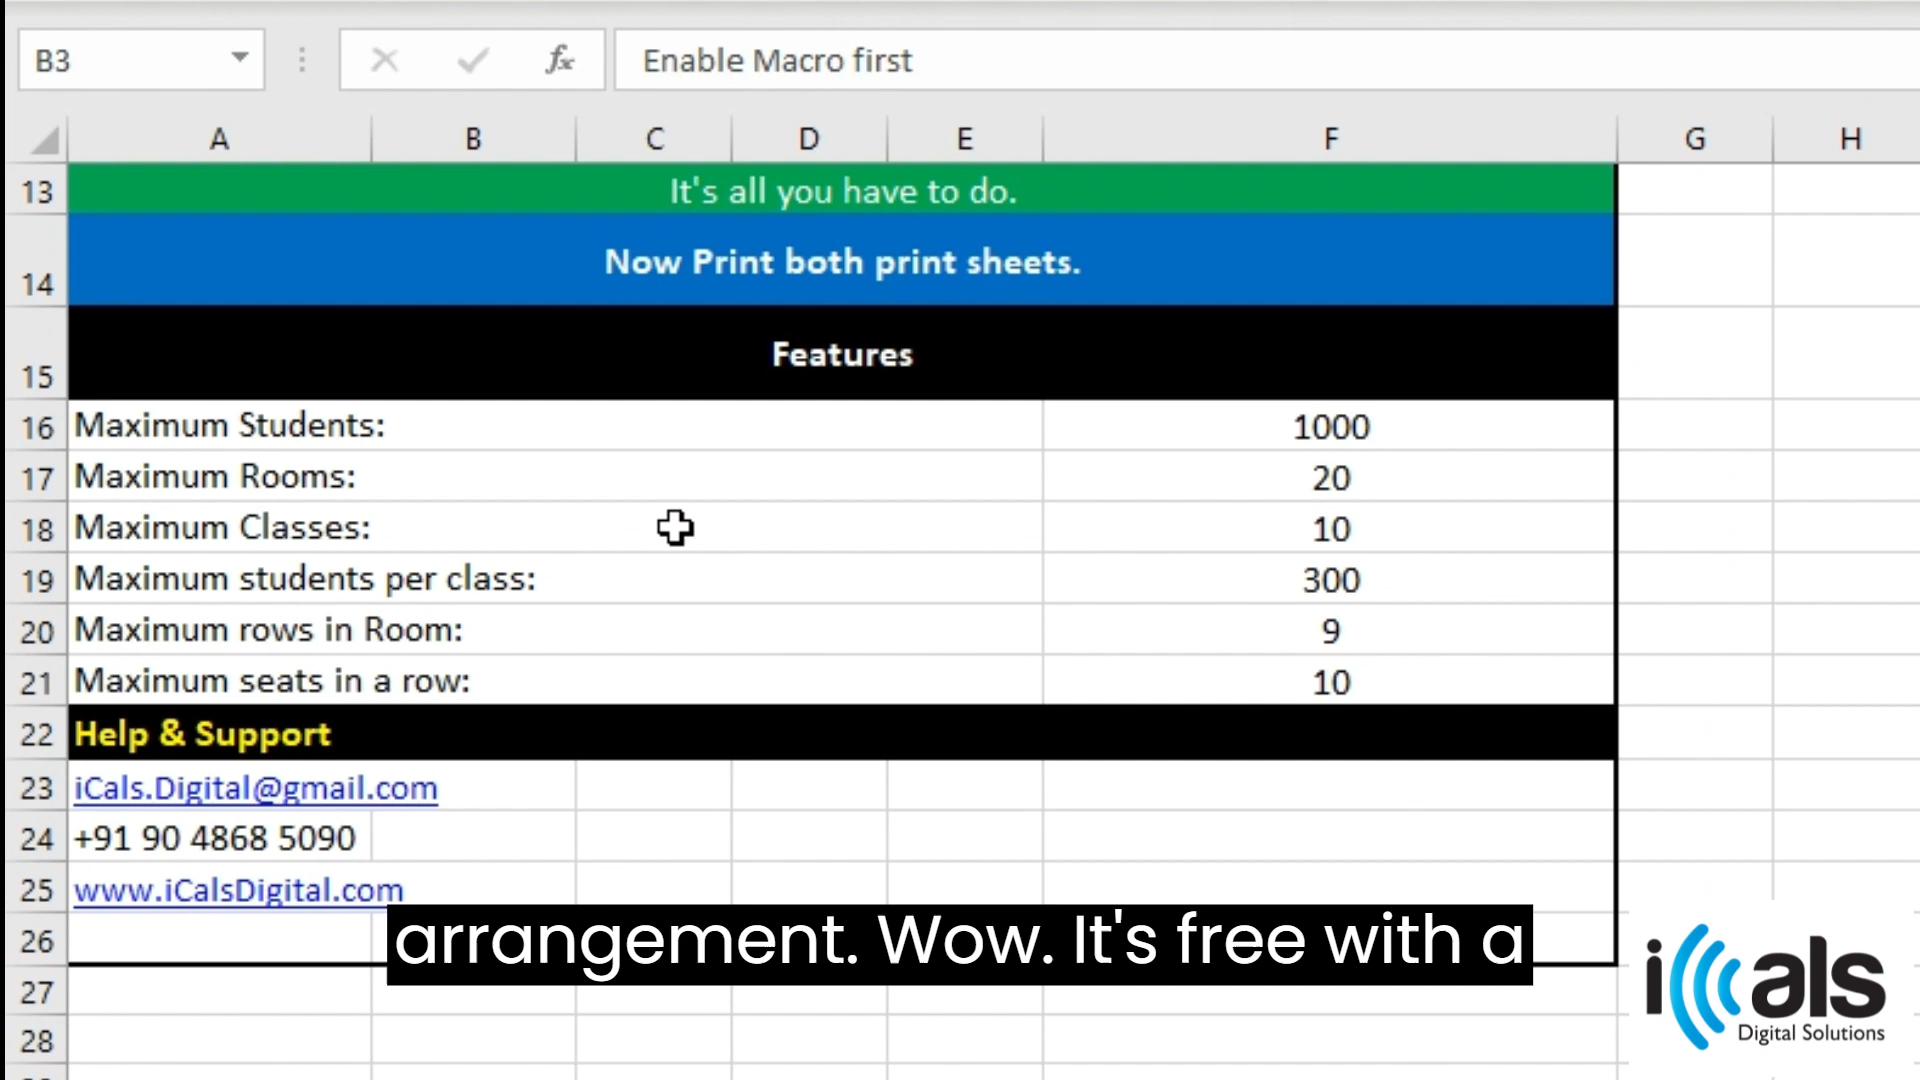 B3
fx
Enable Macro first
A B C D E F G H
13 It's all you have to do.
14 Now Print both print sheets.
15 Features
16 Maximum Students: 1000
17 Maximum Rooms: 20
18 Maximum Classes: 10
19 Maximum students per class: 300
20 Maximum rows in Room: 9
21 Maximum seats in a row: 10
22 Help & Support
23 iCals.Digital@gmail.com
24 +91 90 4868 5090
25 www.iCalsDigital.com
26
arrangement. Wow. It's free with a
27
28
iCals
Digital Solutions